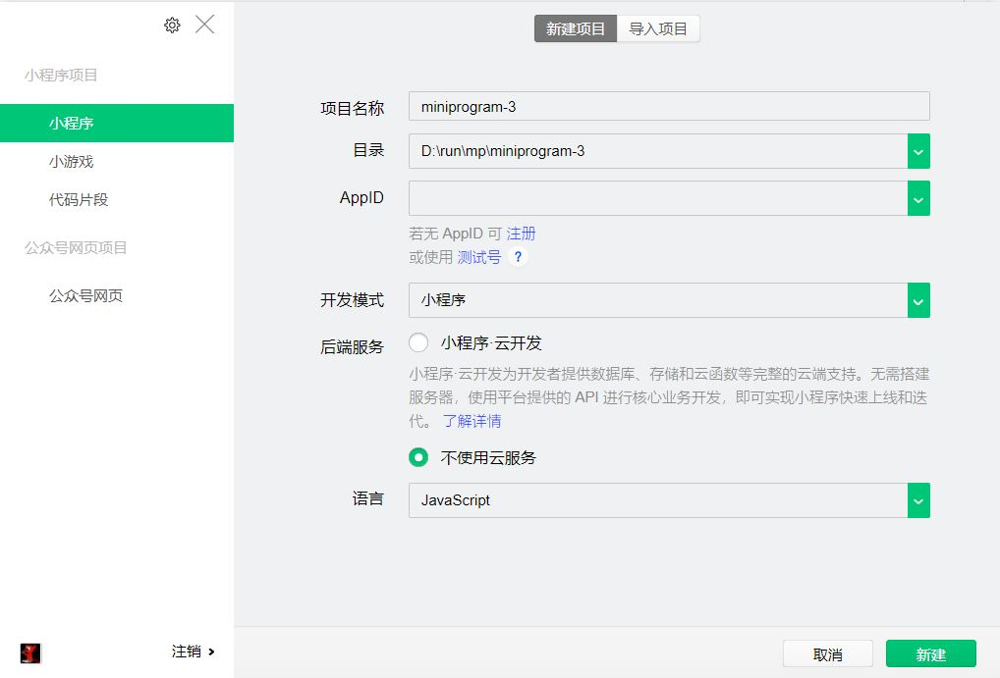 小程序项目
小程序
小游戏
代码片段
公众号网页项目
公众号网页
注销
新建项目 导入项目
项目名称 miniprogram-3
目录 D:\run\mp\miniprogram-3
AppID
若无 AppID 可 注册
或使用 测试号 ?
开发模式 小程序
后端服务 小程序·云开发
小程序·云开发为开发者提供数据库、存储和云函数等完整的云端支持。无需搭建
服务器，使用平台提供的 API 进行核心业务开发，即可实现小程序快速上线和迭
代。 了解详情
不使用云服务
语言 JavaScript
取消 新建